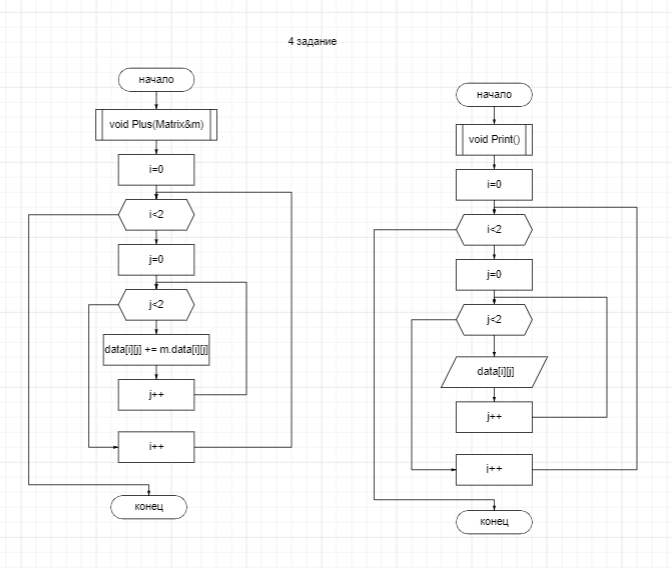 4 задание
начало
void Plus(Matrix&m)
i=0
i<2
j=0
j<2
data[i][j] += m.data[i][j]
j++
i++
конец
начало
void Print()
i=0
i<2
j=0
j<2
data[i][j]
j++
i++
конец